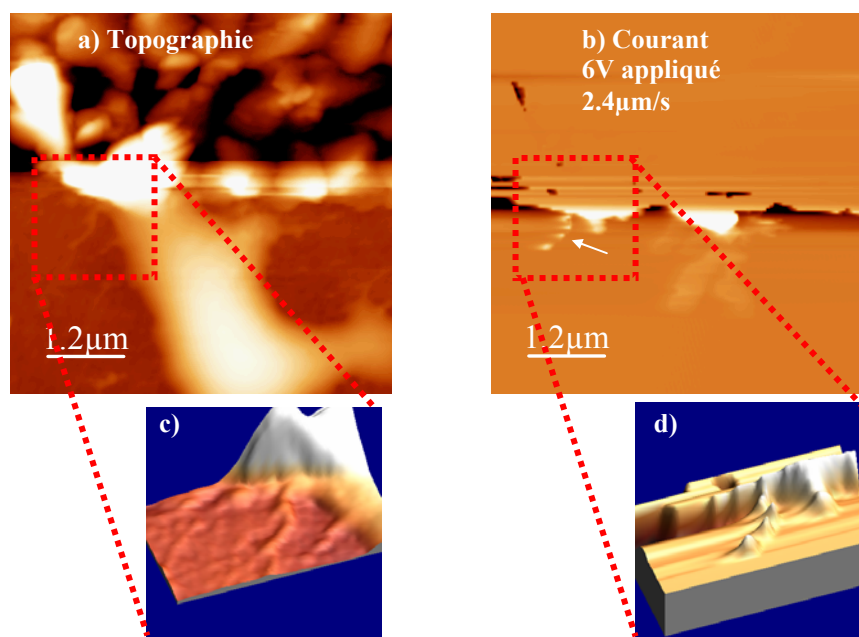 a) Topographie
b) Courant
6V appliqué
2.4µm/s
1.2µm
1.2µm
c)
d)